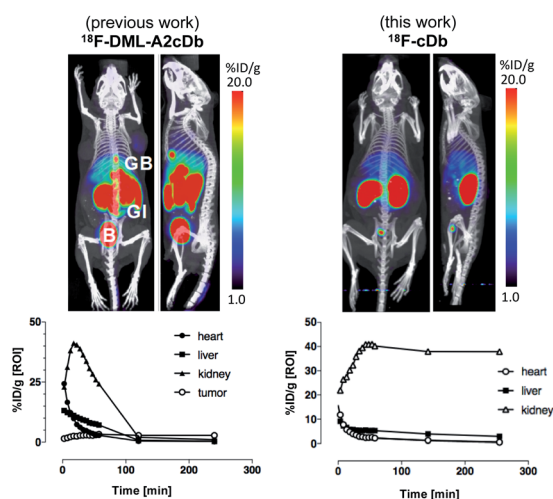 (previous work)
¹⁸F-DML-A2cDb
%ID/g
20.0
GB
GI
B
1.0
50
25
0
%ID/g [ROI]
heart
liver
kidney
tumor
0
100
200
300
Time [min]
(this work)
¹⁸F-cDb
%ID/g
20.0
1.0
50
40
30
20
10
0
%ID/g [ROI]
heart
liver
kidney
0
100
200
300
Time [min]